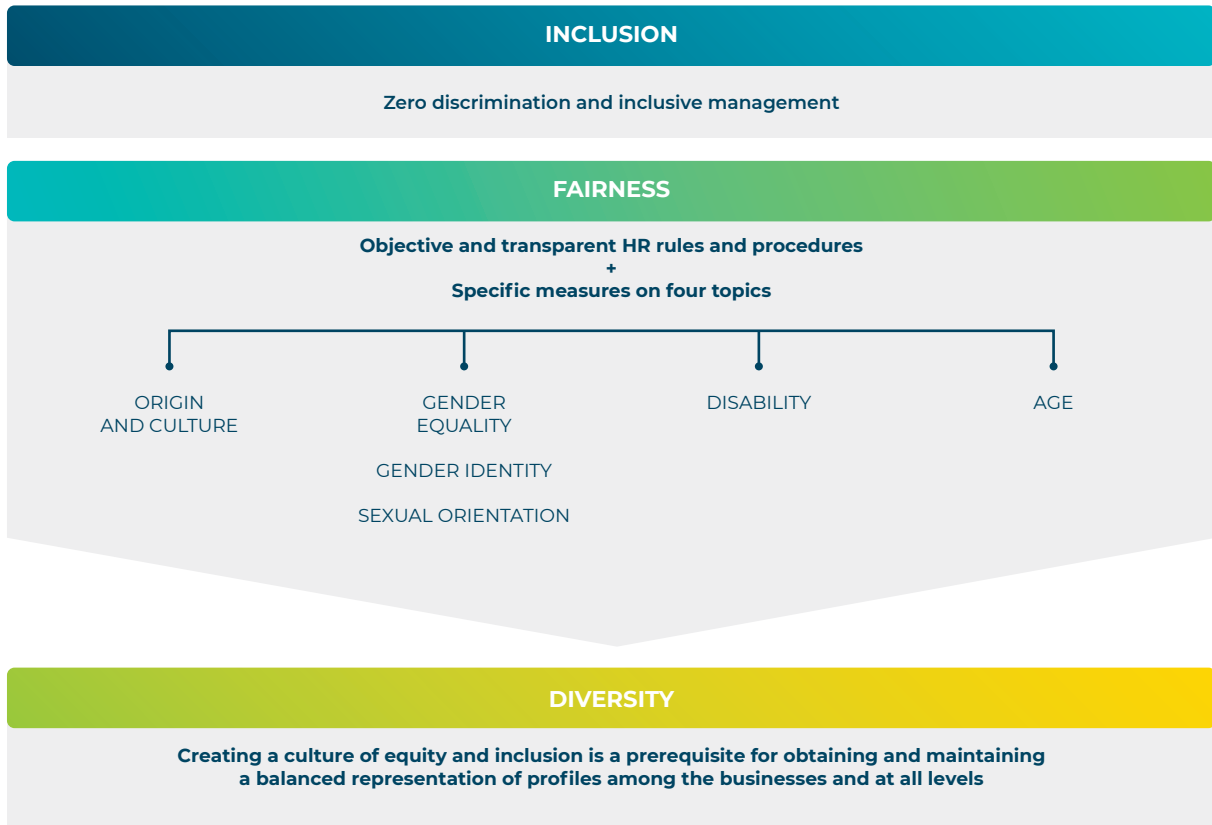 INCLUSION
Zero discrimination and inclusive management
FAIRNESS
Objective and transparent HR rules and procedures
+
Specific measures on four topics
ORIGIN
AND CULTURE
GENDER
EQUALITY
GENDER IDENTITY
SEXUAL ORIENTATION
DISABILITY
AGE
DIVERSITY
Creating a culture of equity and inclusion is a prerequisite for obtaining and maintaining
a balanced representation of profiles among the businesses and at all levels